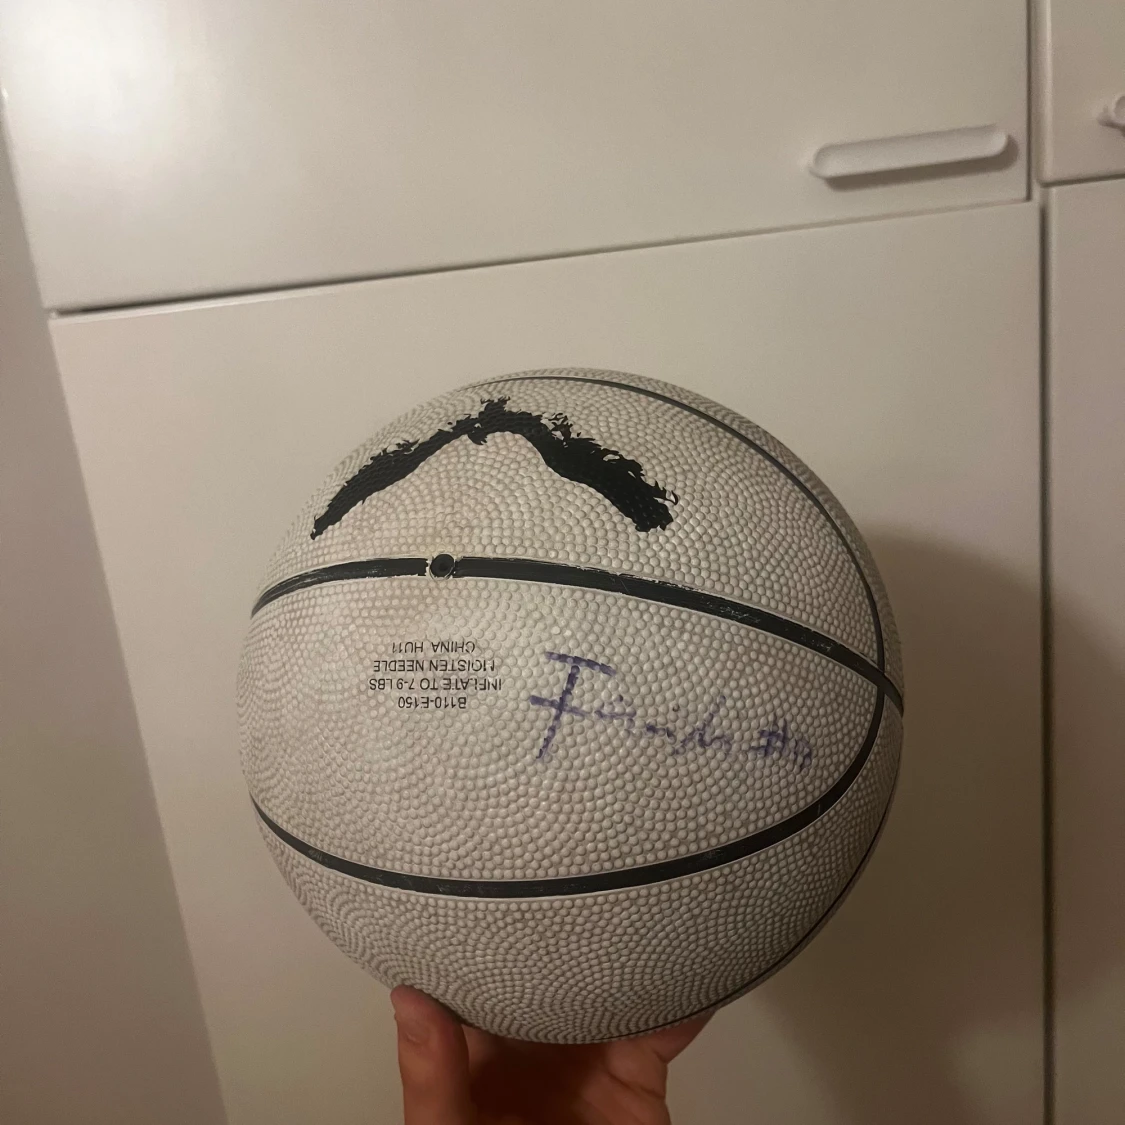 B110-E150
INFLATE TO 7-9 LBS
MOISTEN NEEDLE
CHINA HU11